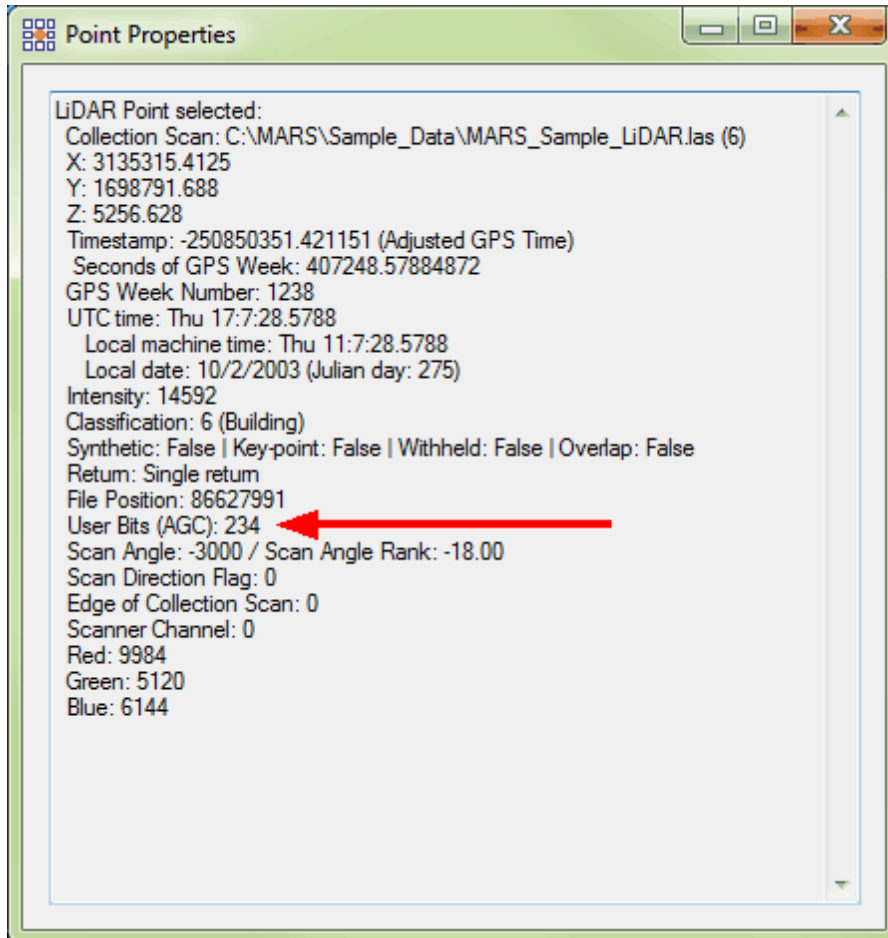 Point Properties
LiDAR Point selected:
Collection Scan: C:\MARS\Sample_Data\MARS_Sample_LiDAR.las (6)
X: 3135315.4125
Y: 1698791.688
Z: 5256.628
Timestamp: -250850351.421151 (Adjusted GPS Time)
Seconds of GPS Week: 407248.57884872
GPS Week Number: 1238
UTC time: Thu 17:7:28.5788
Local machine time: Thu 11:7:28.5788
Local date: 10/2/2003 (Julian day: 275)
Intensity: 14592
Classification: 6 (Building)
Synthetic: False | Key-point: False | Withheld: False | Overlap: False
Return: Single return
File Position: 86627991
User Bits (AGC): 234
Scan Angle: -3000 / Scan Angle Rank: -18.00
Scan Direction Flag: 0
Edge of Collection Scan: 0
Scanner Channel: 0
Red: 9984
Green: 5120
Blue: 6144